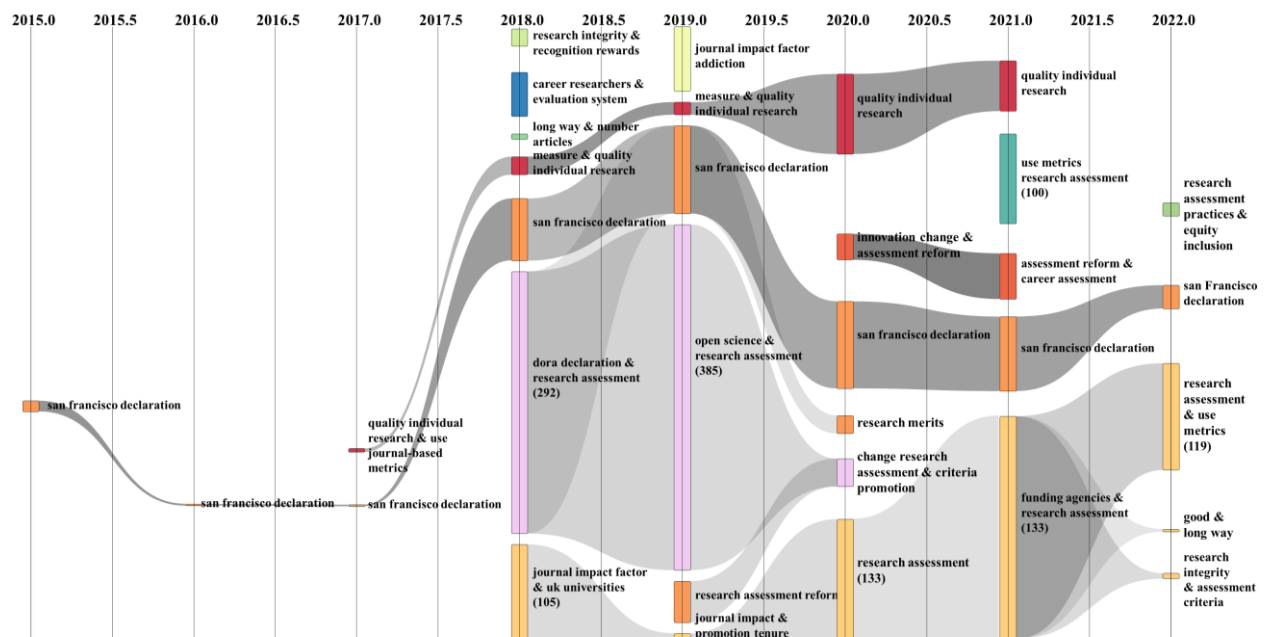 2015.0 2015.5 2016.0 2016.5 2017.0 2017.5 2018.0 2018.5 2019.0 2019.5 2020.0 2020.5 2021.0 2021.5 2022.0
san francisco declaration
san francisco declaration
quality individual
research & use
journal-based
metrics
san francisco declaration
research integrity &
recognition rewards
career researchers &
evaluation system
long way & number
articles
measure & quality
individual research
san francisco declaration
dora declaration &
research assessment
(292)
journal impact factor
& uk universities
(105)
journal impact factor
addiction
measure & quality
individual research
san francisco declaration
open science &
research assessment
(385)
research assessment reform
journal impact &
promotion tenure
quality individual
research
innovation change &
assessment reform
san francisco declaration
research merits
change research
assessment & criteria
promotion
research assessment
(133)
quality individual
research
use metrics
research assessment
(100)
assessment reform &
career assessment
san francisco declaration
funding agencies &
research assessment
(133)
research
assessment
practices &
equity
inclusion
san Francisco
declaration
research
assessment
& use
metrics
(119)
good &
long way
research
integrity
& assessment
criteria